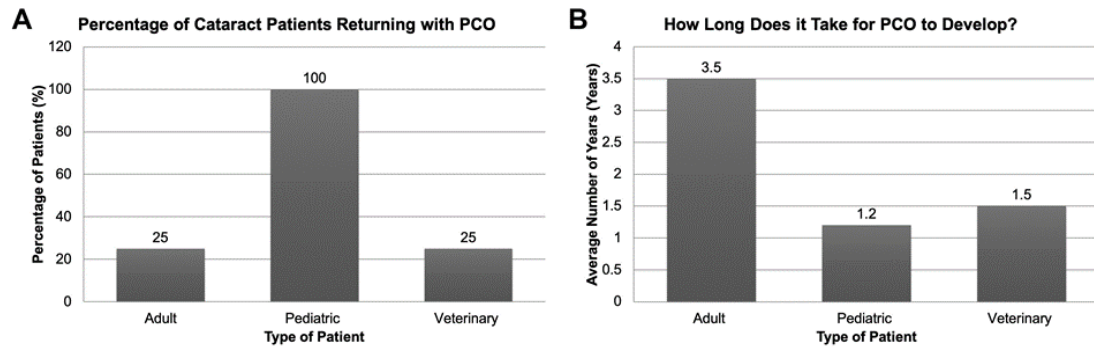 A
Percentage of Cataract Patients Returning with PCO
Percentage of Patients (%)
120
100
80
60
40
20
0
25
100
25
Adult Pediatric Veterinary
Type of Patient
B
How Long Does it Take for PCO to Develop?
Average Number of Years (Years)
4
3.5
3
2.5
2
1.5
1
0.5
0
3.5
1.2
1.5
Adult Pediatric Veterinary
Type of Patient